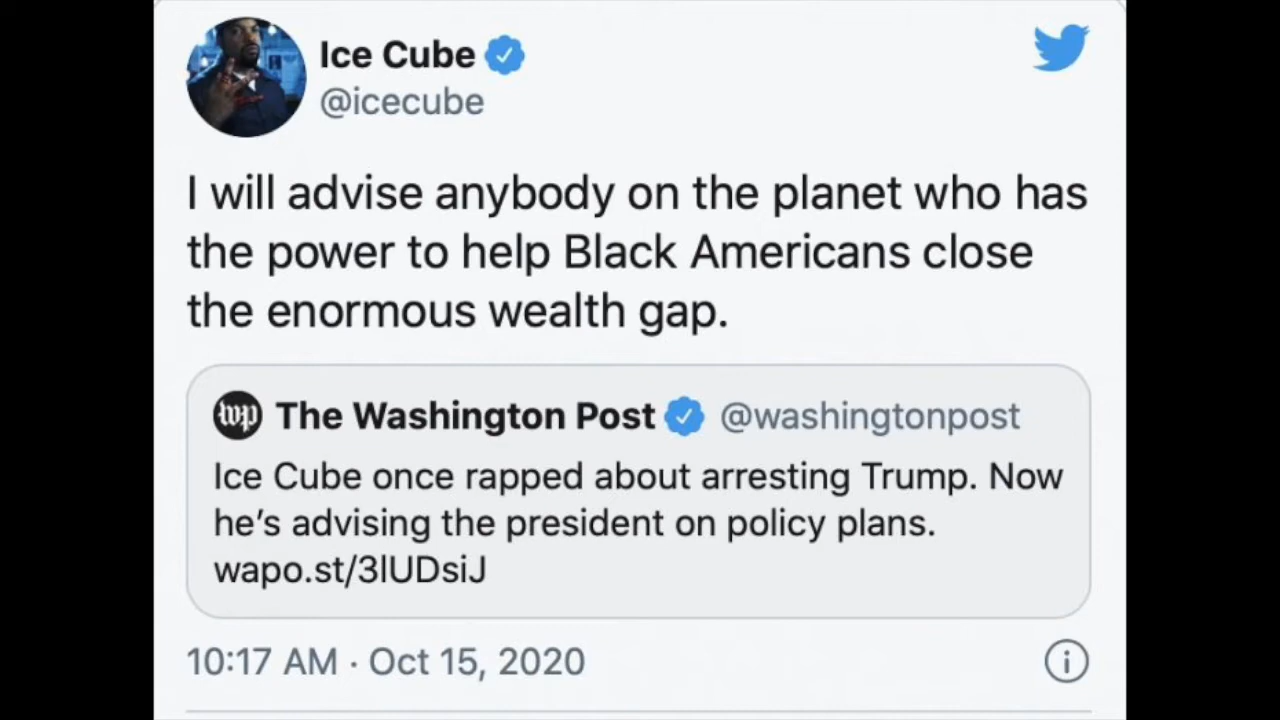 Ice Cube
@icecube
I will advise anybody on the planet who has
the power to help Black Americans close
the enormous wealth gap.
wp The Washington Post @washingtonpost
Ice Cube once rapped about arresting Trump. Now
he's advising the president on policy plans.
wapo.st/3lUDsiJ
10:17 AM · Oct 15, 2020